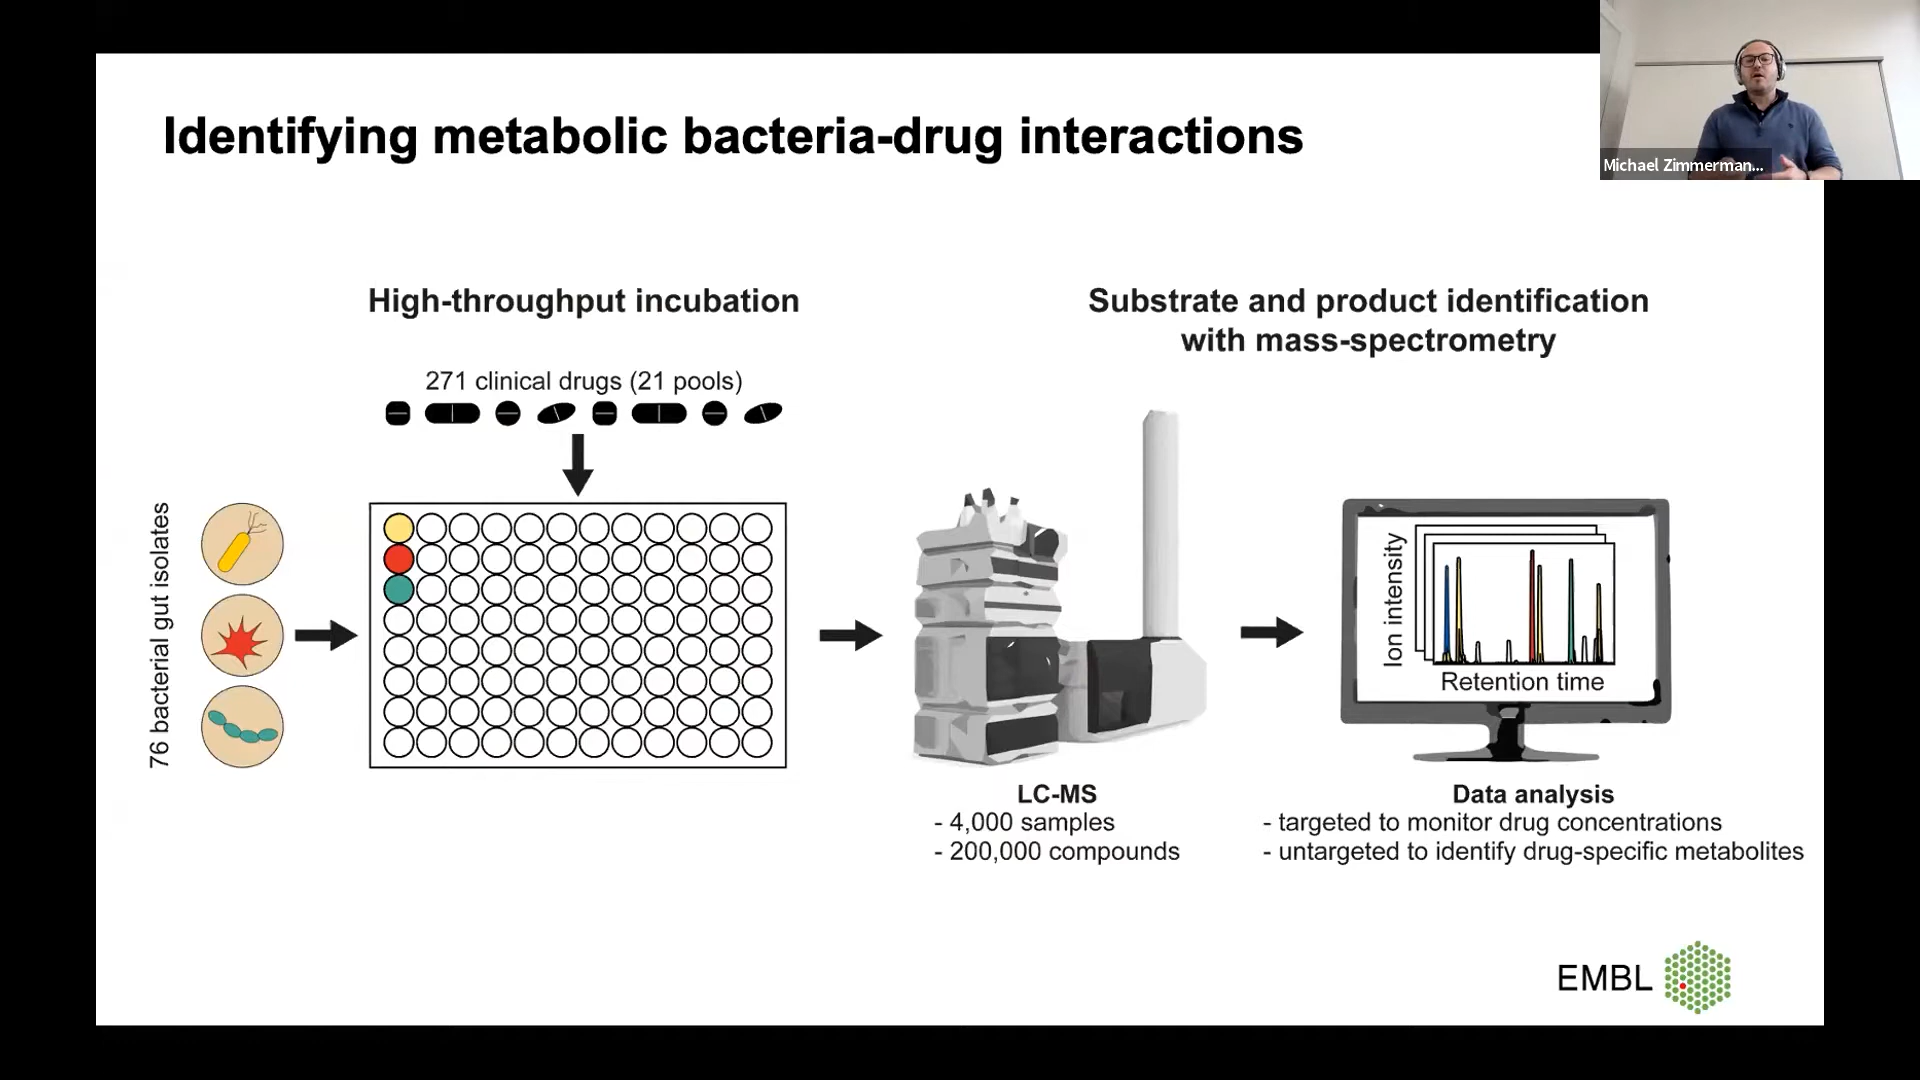 Identifying metabolic bacteria-drug interactions
Michael Zimmerman...
High-throughput incubation
271 clinical drugs (21 pools)
76 bacterial gut isolates
Substrate and product identification
with mass-spectrometry
Ion intensity
Retention time
LC-MS
- 4,000 samples
- 200,000 compounds
Data analysis
- targeted to monitor drug concentrations
- untargeted to identify drug-specific metabolites
EMBL